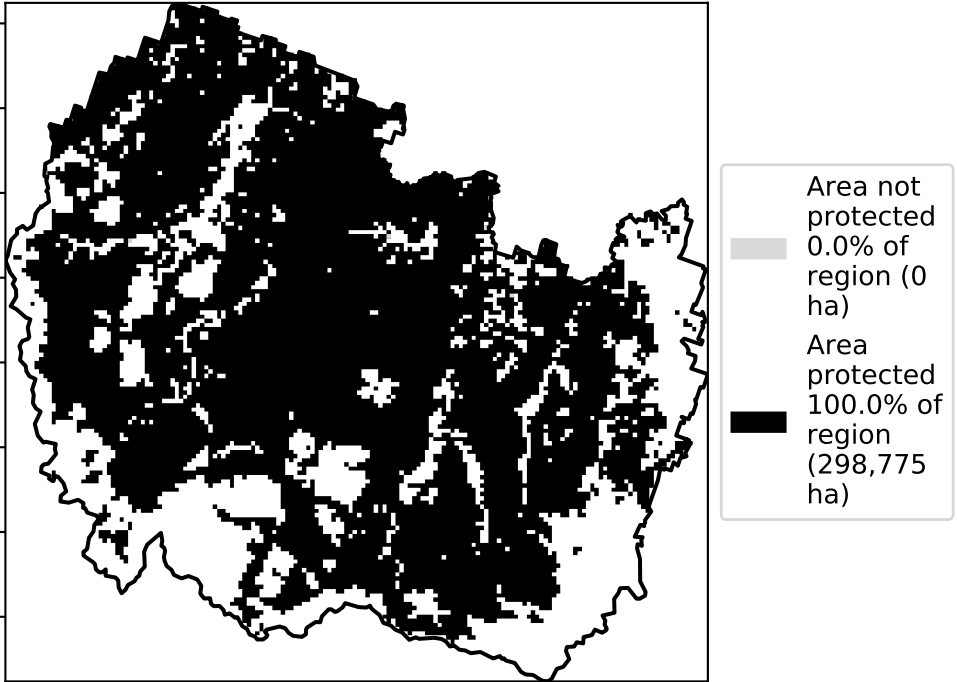 Area not
protected
0.0% of
region (0
ha)
Area
protected
100.0% of
region
(298,775
ha)